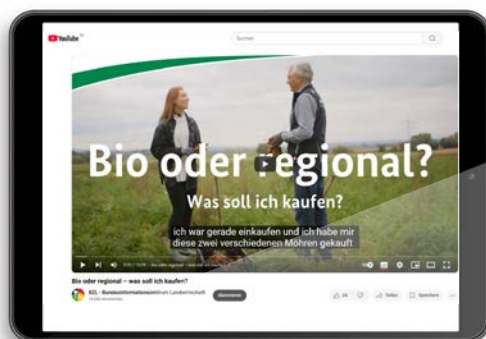 YouTube
Suchen
Bio oder regional?
Was soll ich kaufen?
ich war gerade einkaufen und ich habe mir
diese zwei verschiedenen Möhren gekauft
Bio oder regional – was soll ich kaufen?
BZL - Bundesinformationszentrum Landwirtschaft
Abonnieren
24
Teilen
Speichern